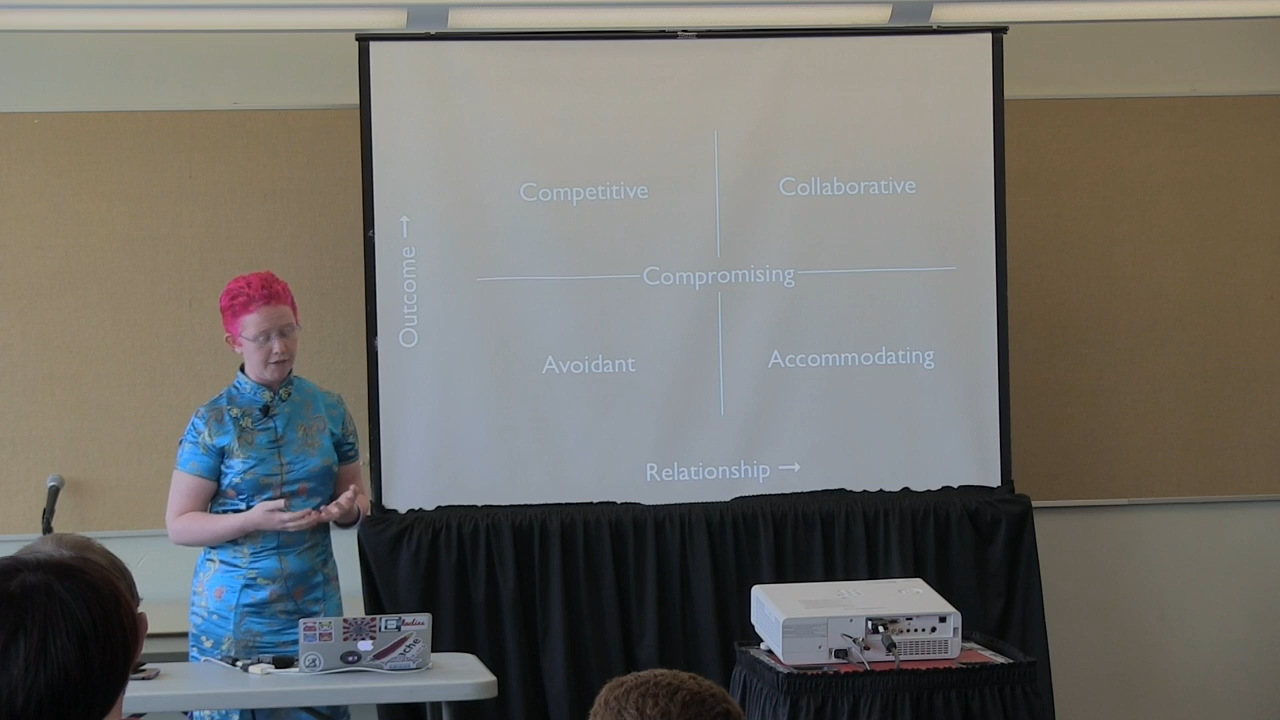 Competitive
Collaborative
Outcome →
Compromising
Avoidant
Accommodating
Relationship →